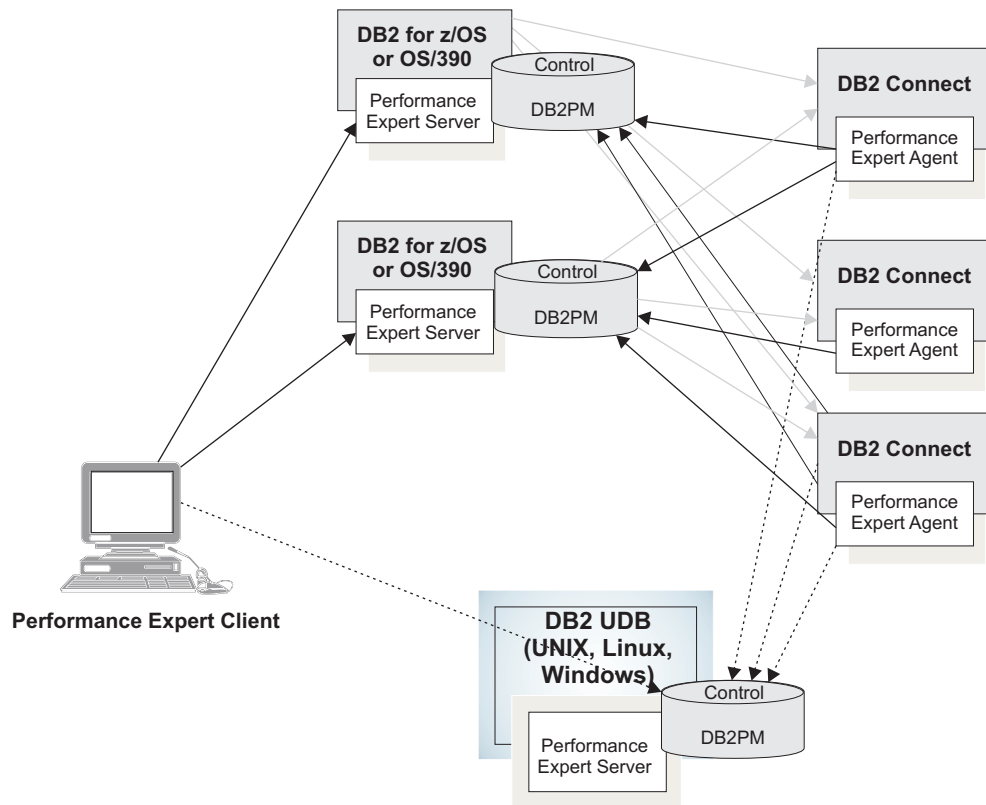 DB2 for z/OS
or OS/390
Control
DB2PM
Performance
Expert Server
DB2 Connect
Performance
Expert Agent
DB2 for z/OS
or OS/390
Control
DB2PM
Performance
Expert Server
DB2 Connect
Performance
Expert Agent
DB2 Connect
Performance
Expert Agent
Performance Expert Client
DB2 UDB
(UNIX, Linux,
Windows)
Control
DB2PM
Performance
Expert Server